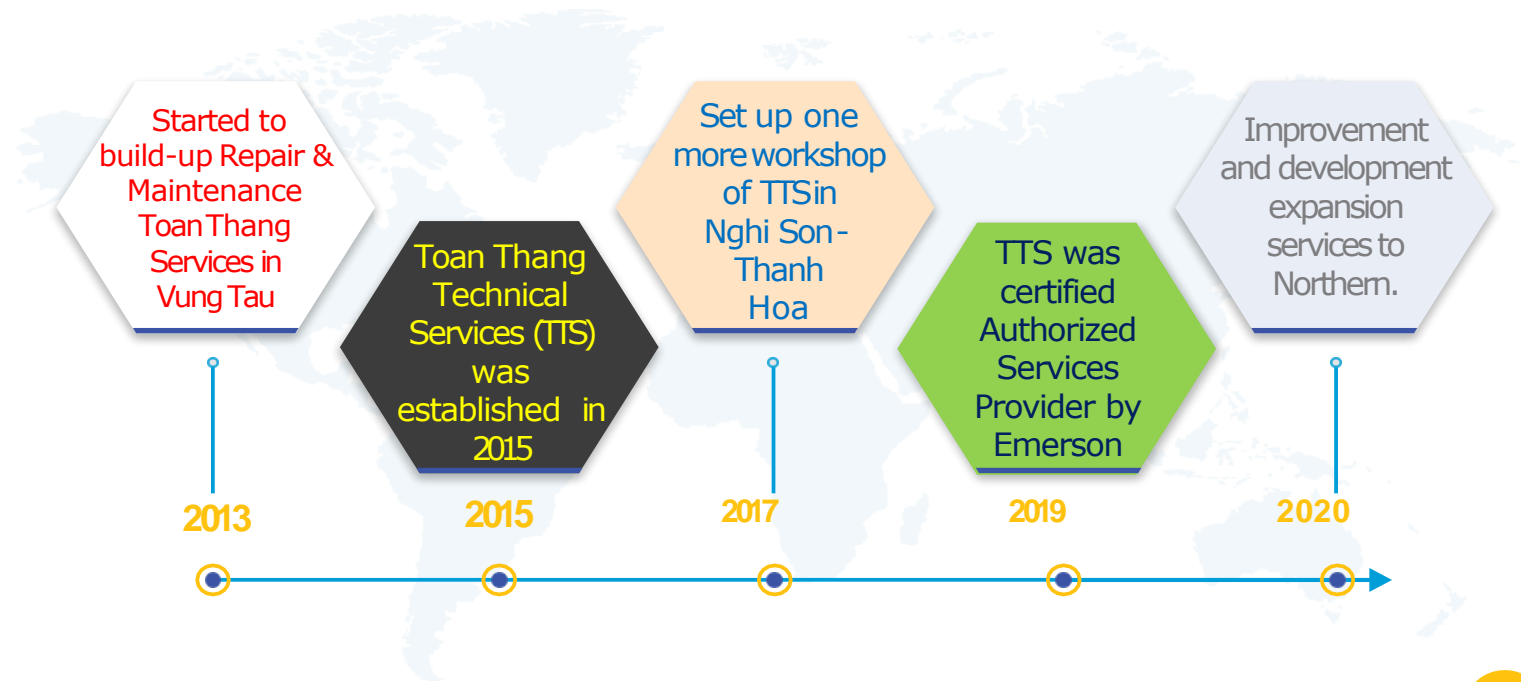 Started to
build-up Repair &
Maintenance
Toan Thang
Services in
Vung Tau
Toan Thang
Technical
Services (TTS)
was
established in
2015
Set up one
more workshop
of TTS in
Nghi Son -
Thanh
Hoa
TTS was
certified
Authorized
Services
Provider by
Emerson
Improvement
and development
expansion
services to
Northern.
2013
2015
2017
2019
2020